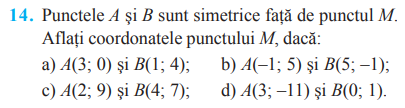 14. Punctele A și B sunt simetrice față de punctul M.
Aflați coordonatele punctului M, dacă:
a) A(3; 0) și B(1; 4); b) A(–1; 5) și B(5; –1);
c) A(2; 9) și B(4; 7); d) A(3; –11) și B(0; 1).